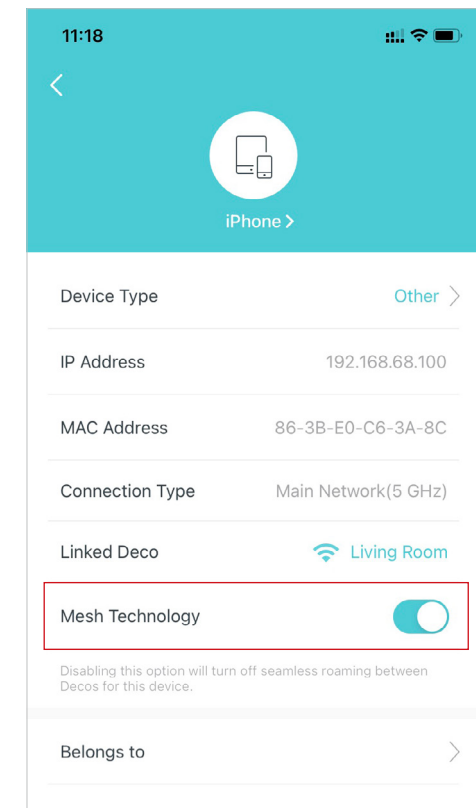 11:18
iPhone
Device Type Other
IP Address 192.168.68.100
MAC Address 86-3B-E0-C6-3A-8C
Connection Type Main Network(5 GHz)
Linked Deco Living Room
Mesh Technology
Disabling this option will turn off seamless roaming between
Decos for this device.
Belongs to